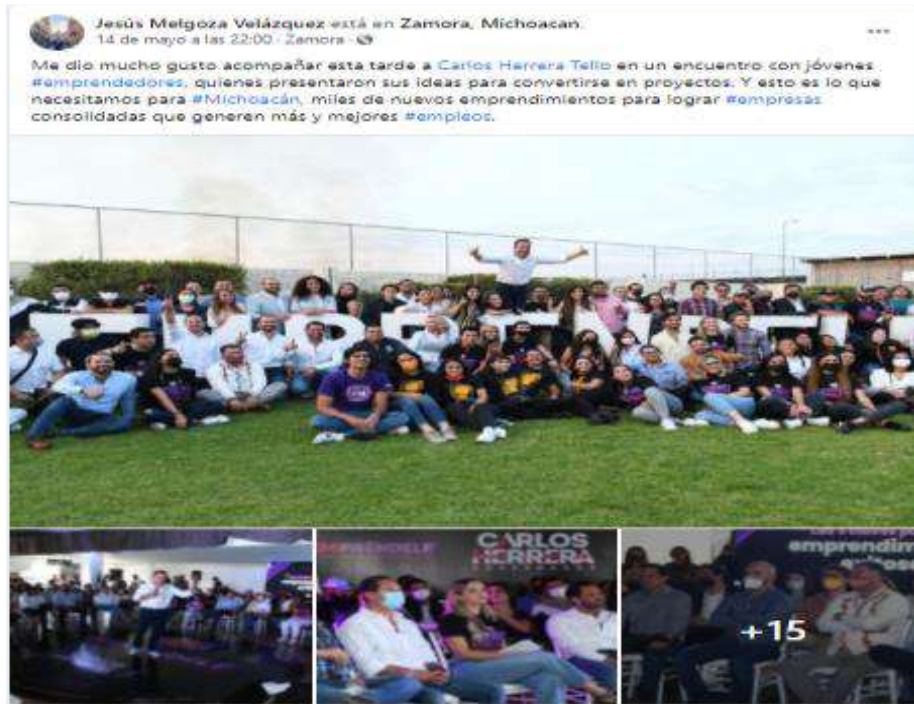 Jesús Melgoza Velázquez está en Zamora, Michoacan.
14 de mayo a las 22:00 · Zamora ·
Me dio mucho gusto acompañar esta tarde a Carlos Herrera Tello en un encuentro con jóvenes
#emprendedores, quienes presentaron sus ideas para convertirse en proyectos. Y esto es lo que
necesitamos para #Michoacán, miles de nuevos emprendimientos para lograr #empresas
consolidadas que generen más y mejores #empleos.
CARLOS
HERRERA
emprendim
+15